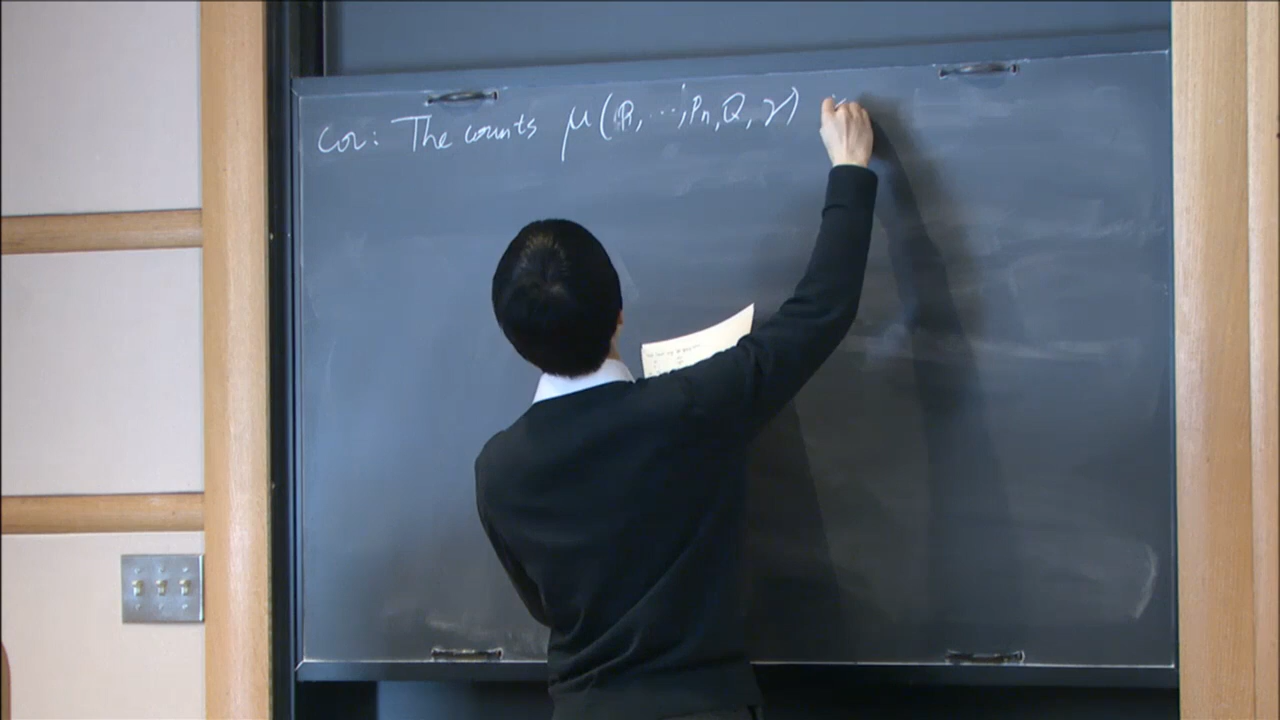 Cor: The counts μ(P₁, ..., Pₙ, Q, γ)